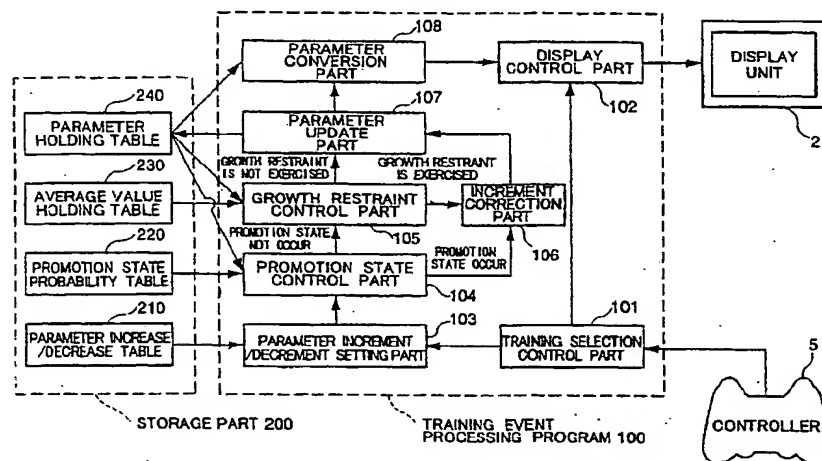 108
PARAMETER
CONVERSION
PART
DISPLAY
CONTROL PART
102
DISPLAY
UNIT
2
240
PARAMETER
HOLDING TABLE
107
PARAMETER
UPDATE
PART
GROWTH RESTRAINT
IS NOT EXERCISED
GROWTH RESTRAINT
IS EXERCISED
230
AVERAGE VALUE
HOLDING TABLE
GROWTH RESTRAINT
CONTROL PART
105
INCREMENT
CORRECTION
PART
106
PROMOTION STATE
NOT OCCUR
220
PROMOTION STATE
PROBABILITY TABLE
PROMOTION STATE
CONTROL PART
104
PROMOTION
STATE OCCUR
210
PARAMETER INCREASE
/DECREASE TABLE
103
PARAMETER INCREMENT
/DECREMENT SETTING PART
101
TRAINING SELECTION
CONTROL PART
5
CONTROLLER
STORAGE PART 200
TRAINING EVENT
PROCESSING PROGRAM 100